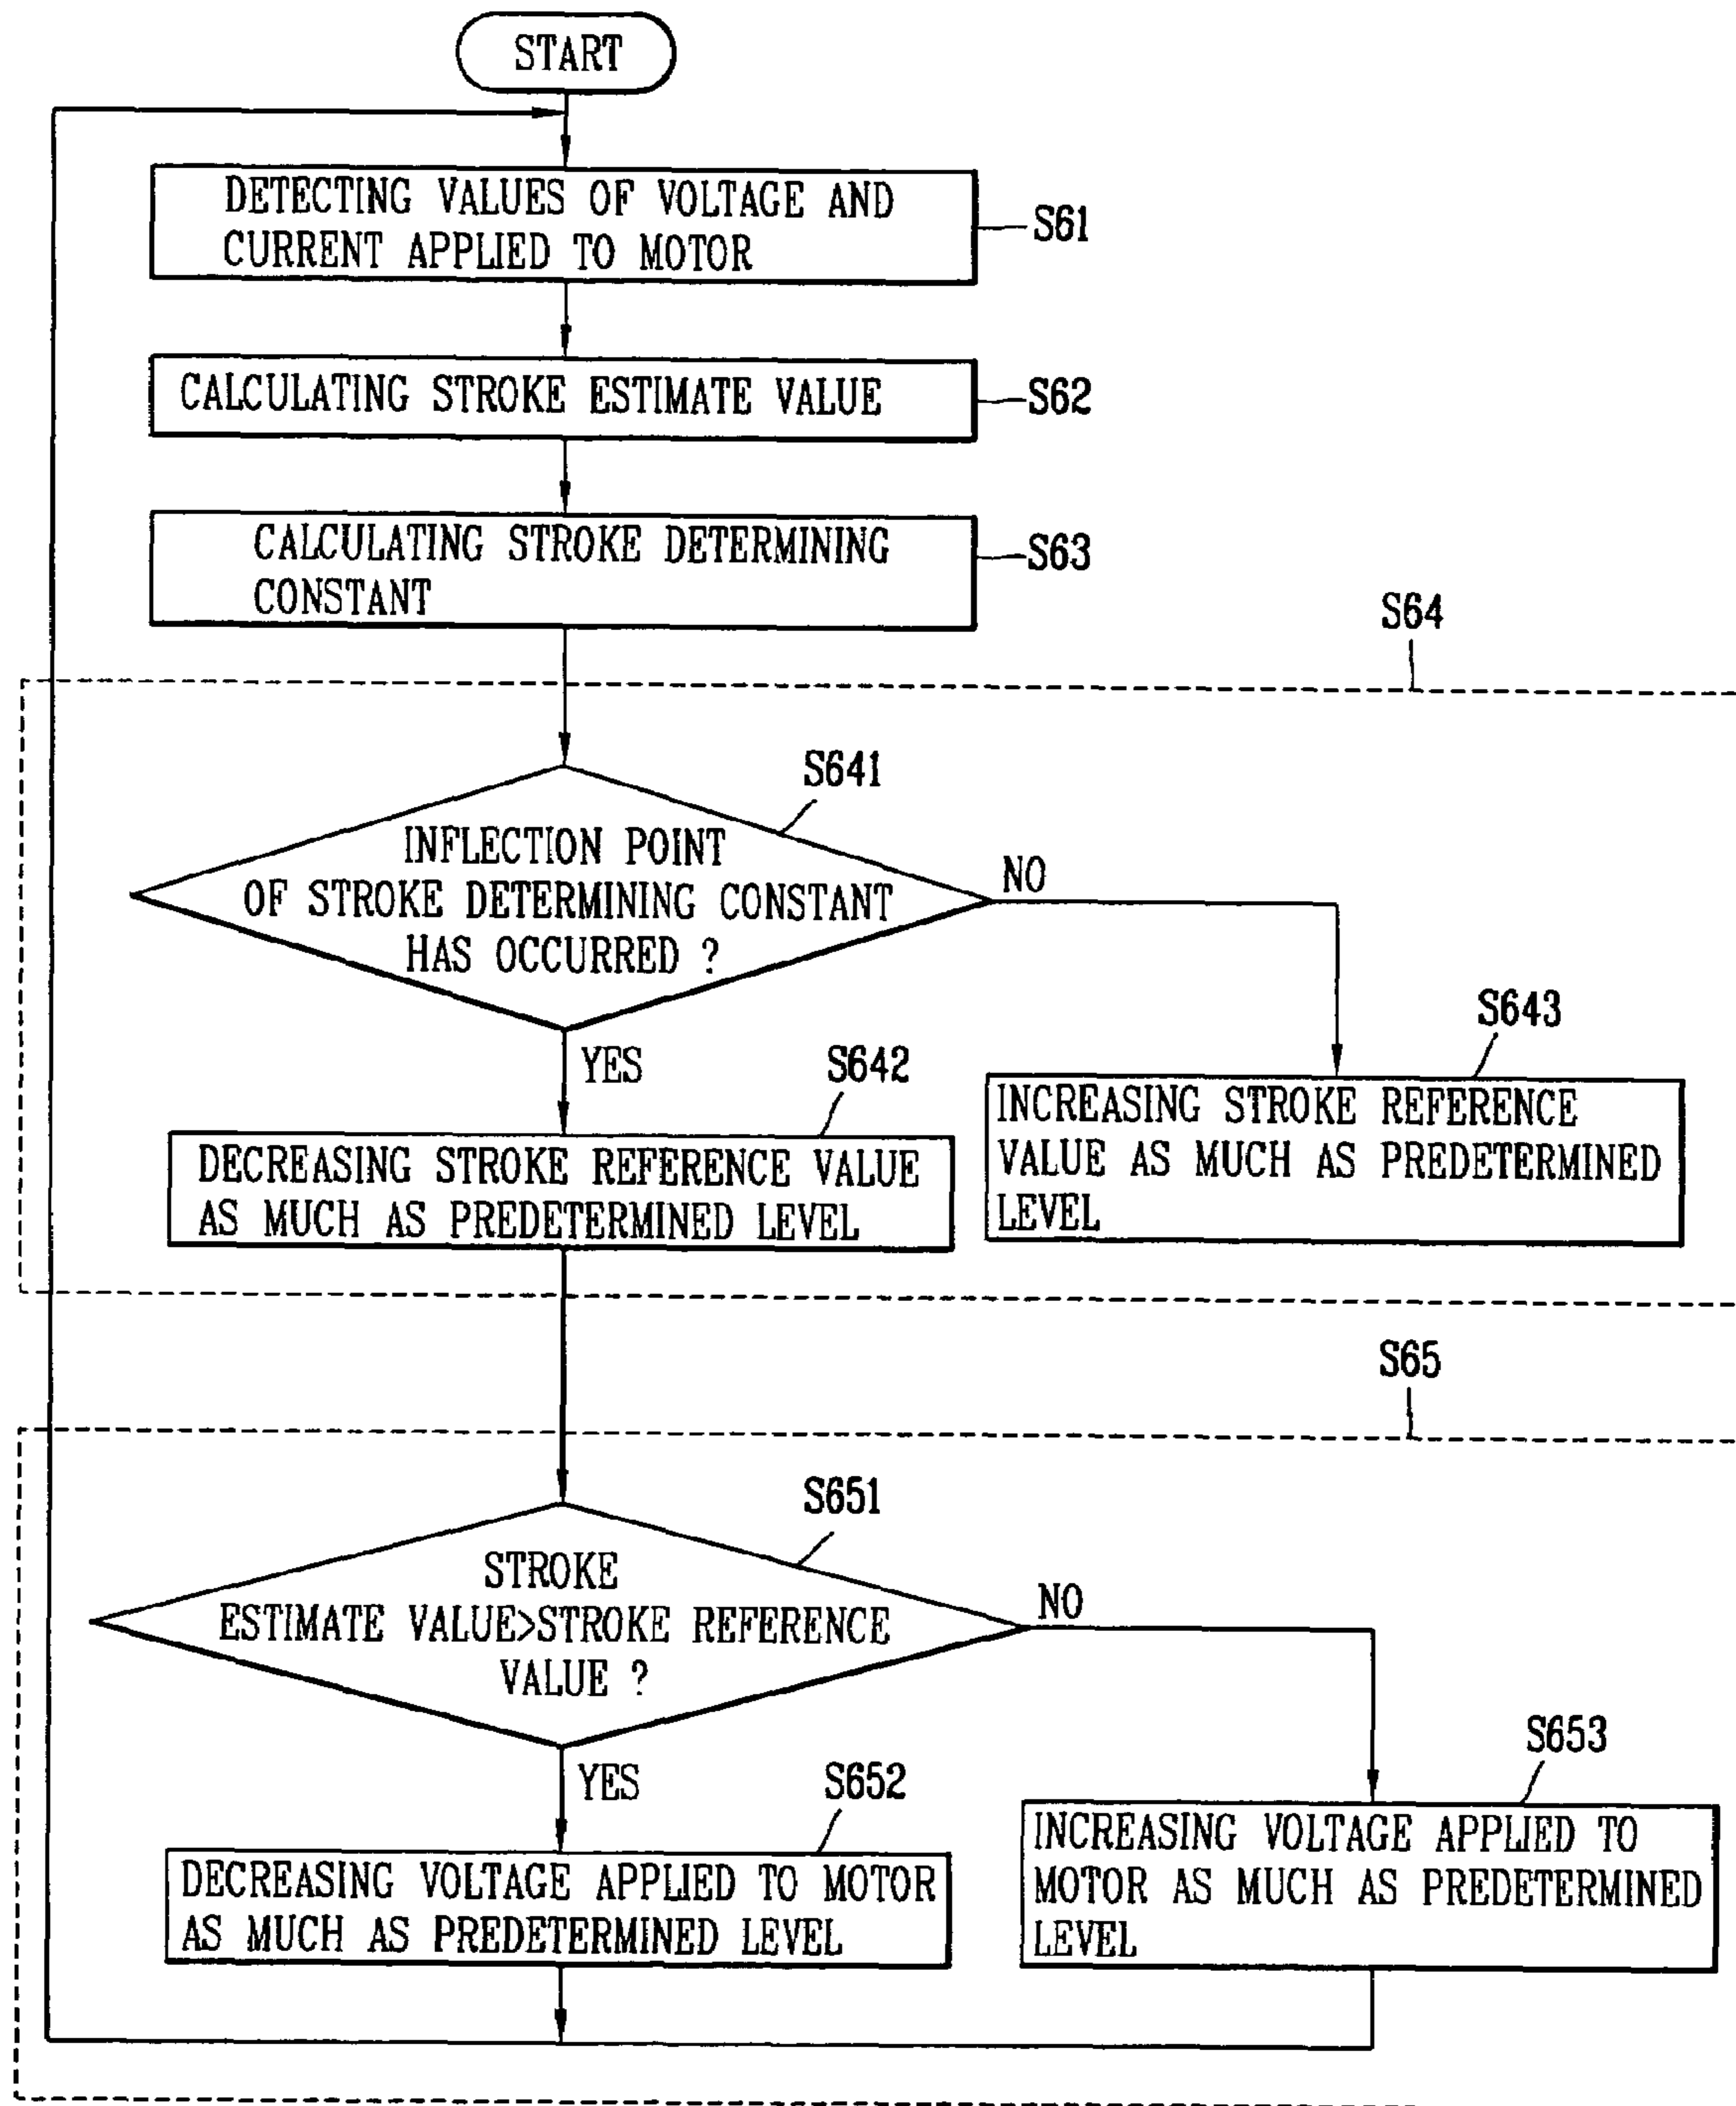 START
DETECTING VALUES OF VOLTAGE AND
CURRENT APPLIED TO MOTOR
S61
CALCULATING STROKE ESTIMATE VALUE
S62
CALCULATING STROKE DETERMINING
CONSTANT
S63
S64
S641
INFLECTION POINT
OF STROKE DETERMINING CONSTANT
HAS OCCURRED ?
NO
YES
S642
DECREASING STROKE REFERENCE VALUE
AS MUCH AS PREDETERMINED LEVEL
S643
INCREASING STROKE REFERENCE
VALUE AS MUCH AS PREDETERMINED
LEVEL
S65
S651
STROKE
ESTIMATE VALUE>STROKE REFERENCE
VALUE ?
NO
YES
S652
DECREASING VOLTAGE APPLIED TO MOTOR
AS MUCH AS PREDETERMINED LEVEL
S653
INCREASING VOLTAGE APPLIED TO
MOTOR AS MUCH AS PREDETERMINED
LEVEL